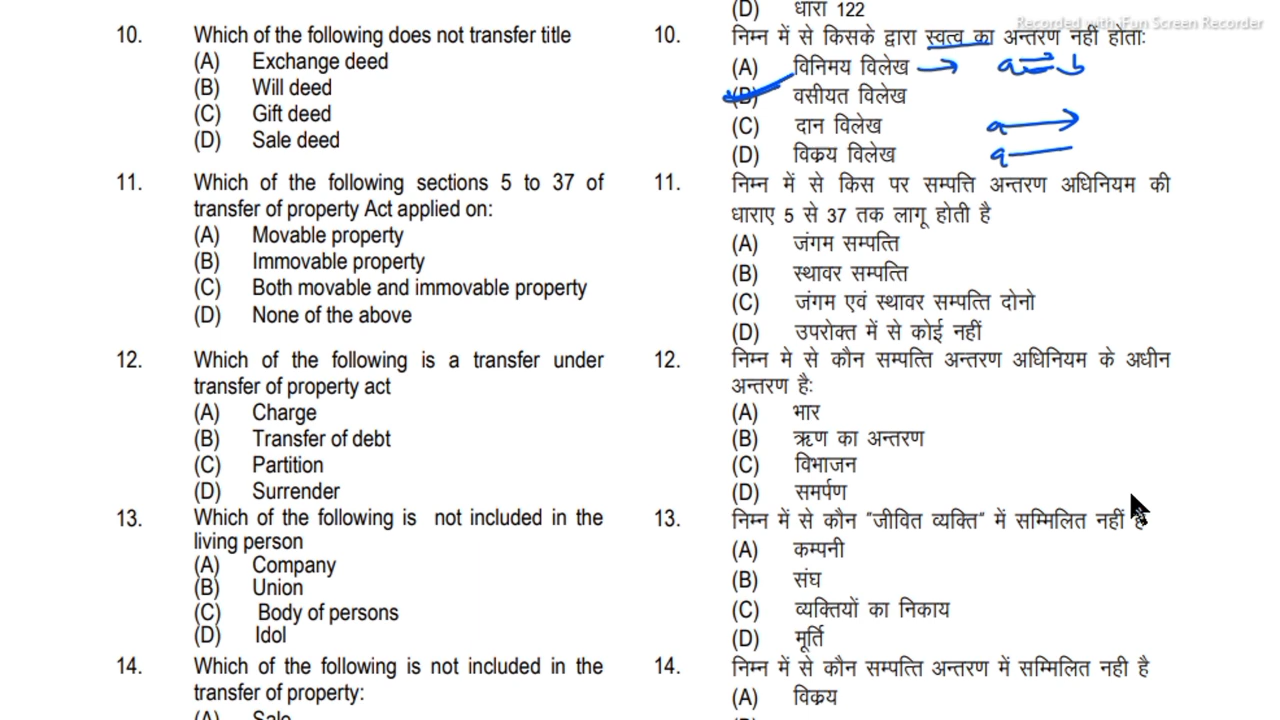 (D) धारा 122
Recorded with iFun Screen Recorder
10. Which of the following does not transfer title
(A) Exchange deed
(B) Will deed
(C) Gift deed
(D) Sale deed
11. Which of the following sections 5 to 37 of
transfer of property Act applied on:
(A) Movable property
(B) Immovable property
(C) Both movable and immovable property
(D) None of the above
12. Which of the following is a transfer under
transfer of property act
(A) Charge
(B) Transfer of debt
(C) Partition
(D) Surrender
13. Which of the following is not included in the
living person
(A) Company
(B) Union
(C) Body of persons
(D) Idol
14. Which of the following is not included in the
transfer of property:
(A) Sale
10. निम्न में से किसके द्वारा स्वत्व का अन्तरण नहीं होताः
(A) विनिमय विलेख a b
(B) वसीयत विलेख
(C) दान विलेख a
(D) विक्रय विलेख a
11. निम्न में से किस पर सम्पत्ति अन्तरण अधिनियम की
धाराए 5 से 37 तक लागू होती है
(A) जंगम सम्पत्ति
(B) स्थावर सम्पत्ति
(C) जंगम एवं स्थावर सम्पत्ति दोनो
(D) उपरोक्त में से कोई नहीं
12. निम्न मे से कौन सम्पत्ति अन्तरण अधिनियम के अधीन
अन्तरण हैः
(A) भार
(B) ऋण का अन्तरण
(C) विभाजन
(D) समर्पण
13. निम्न में से कौन "जीवित व्यक्ति" में सम्मिलित नहीं है
(A) कम्पनी
(B) संघ
(C) व्यक्तियों का निकाय
(D) मूर्ति
14. निम्न में से कौन सम्पत्ति अन्तरण में सम्मिलित नही है
(A) विक्रय